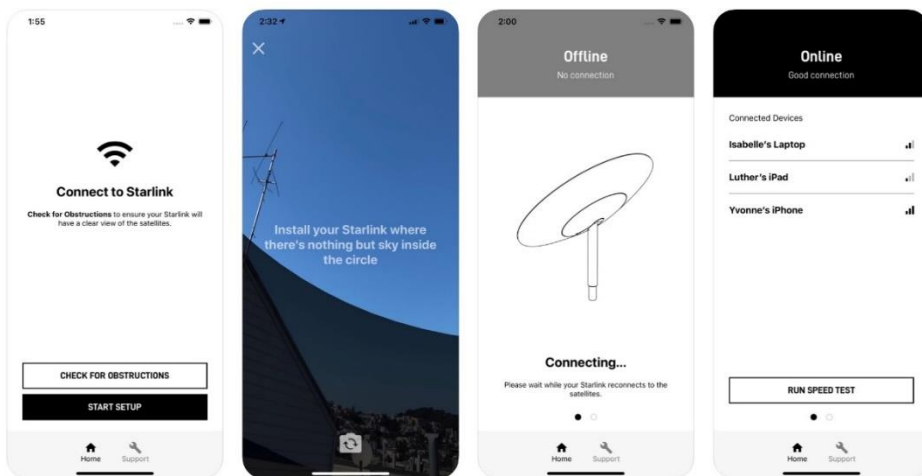 1:55
Connect to Starlink
Check for Obstructions to ensure your Starlink will
have a clear view of the satellites.
CHECK FOR OBSTRUCTIONS
START SETUP
Home Support
2:32
Install your Starlink where
there's nothing but sky inside
the circle
2:00
Offline
No connection
Connecting...
Please wait while your Starlink reconnects to the
satellites.
Home Support
Online
Good connection
Connected Devices
Isabelle's Laptop
Luther's iPad
Yvonne's iPhone
RUN SPEED TEST
Home Support